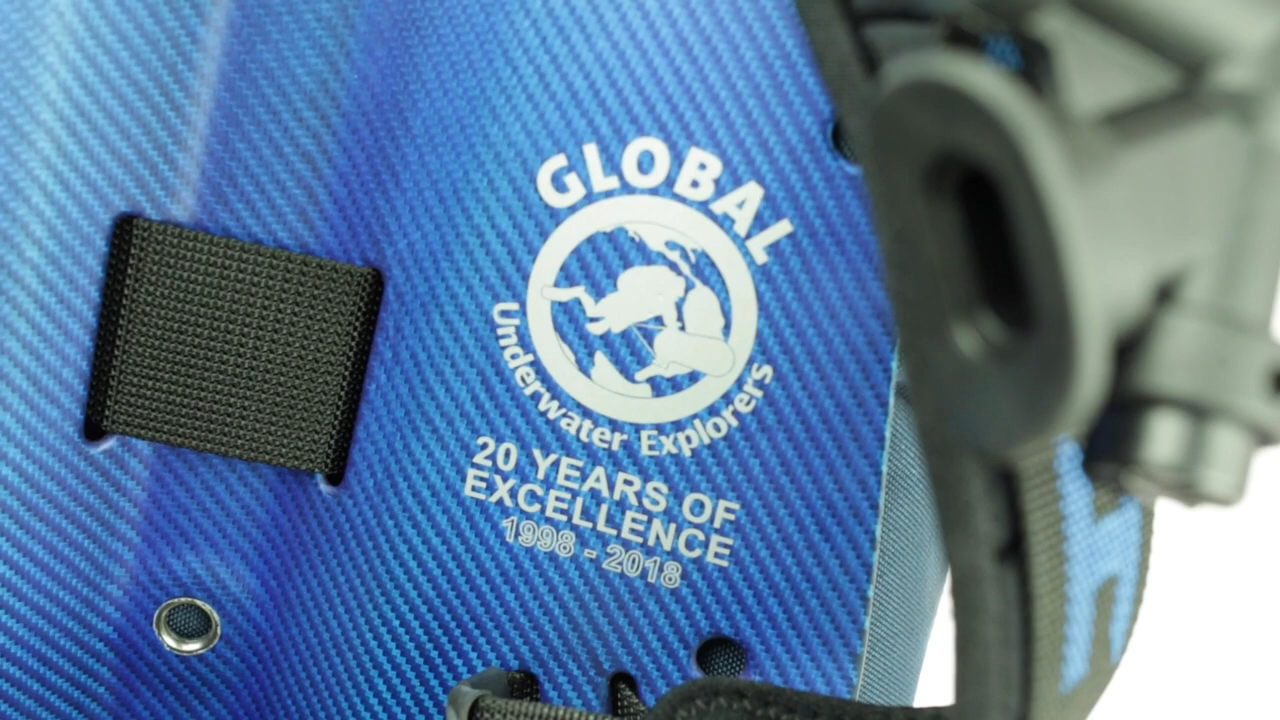 GLOBAL
Underwater Explorers
20 YEARS OF
EXCELLENCE
1998 - 2018